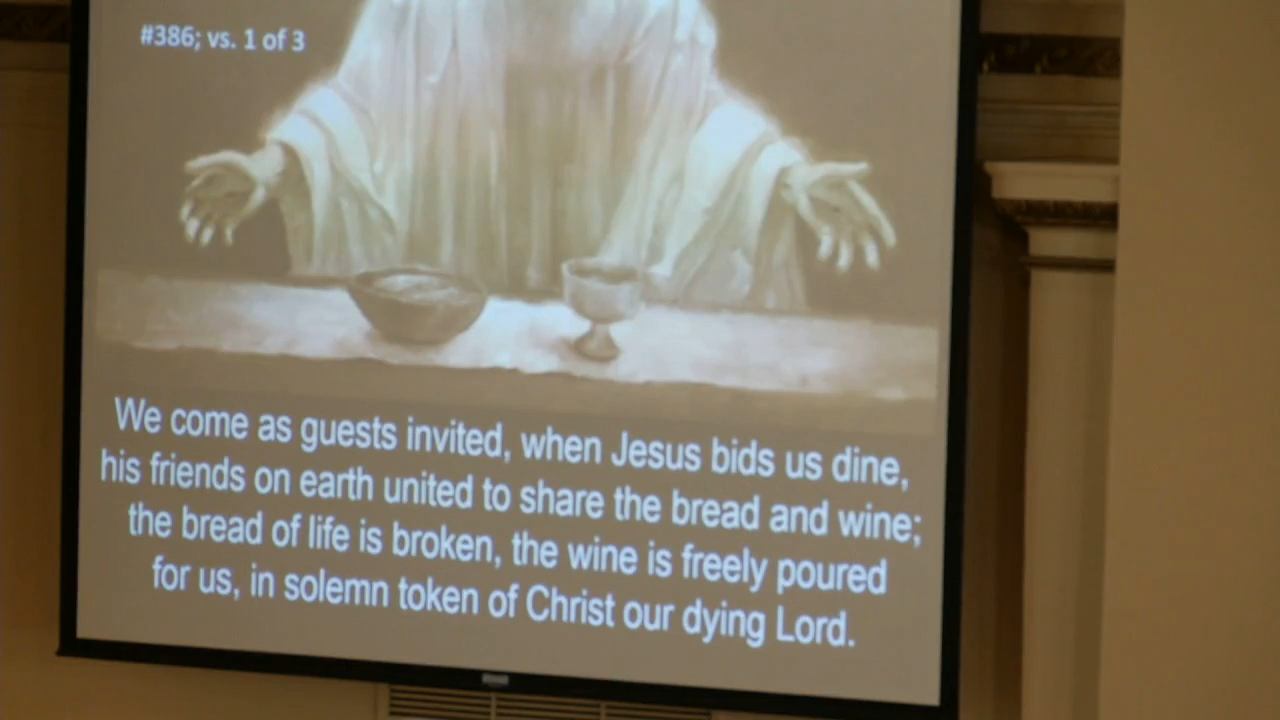 #386; vs. 1 of 3
We come as guests invited, when Jesus bids us dine,
his friends on earth united to share the bread and wine;
the bread of life is broken, the wine is freely poured
for us, in solemn token of Christ our dying Lord.